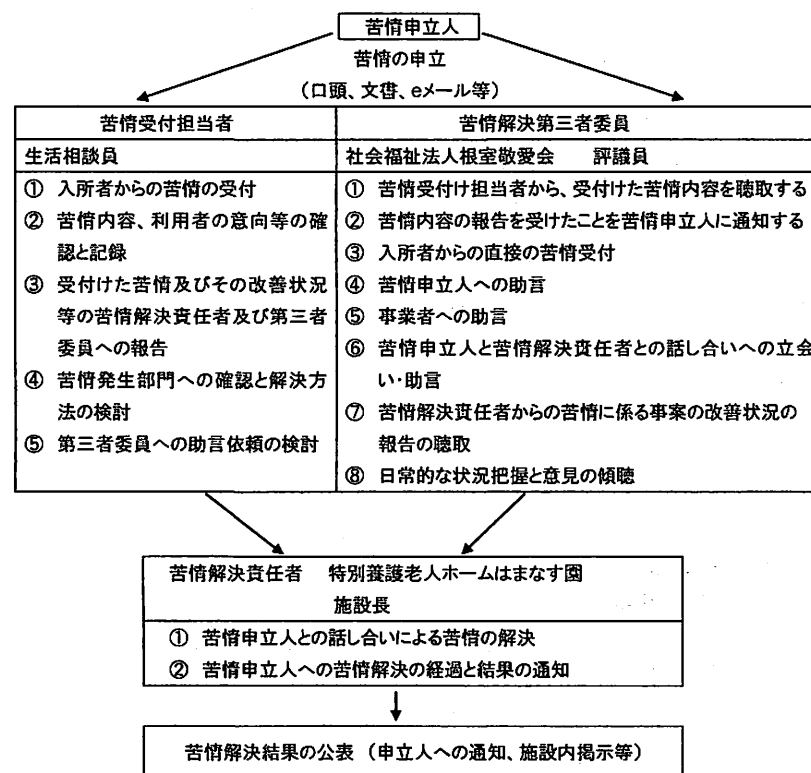 苦情申立人
苦情の申立
(口頭、文書、eメール等)
苦情受付担当者
生活相談員
① 入所者からの苦情の受付
② 苦情内容、利用者の意向等の確
認と記録
③ 受付けた苦情及びその改善状況
等の苦情解決責任者及び第三者
委員への報告
④ 苦情発生部門への確認と解決方
法の検討
⑤ 第三者委員への助言依頼の検討
苦情解決第三者委員
社会福祉法人根室敬愛会 評議員
① 苦情受付け担当者から、受付けた苦情内容を聴取する
② 苦情内容の報告を受けたことを苦情申立人に通知する
③ 入所者からの直接の苦情受付
④ 苦情申立人への助言
⑤ 事業者への助言
⑥ 苦情申立人と苦情解決責任者との話し合いへの立会
い・助言
⑦ 苦情解決責任者からの苦情に係る事案の改善状況の
報告の聴取
⑧ 日常的な状況把握と意見の傾聴
苦情解決責任者 特別養護老人ホームはまなす園
施設長
① 苦情申立人との話し合いによる苦情の解決
② 苦情申立人への苦情解決の経過と結果の通知
苦情解決結果の公表 (申立人への通知、施設内掲示等)